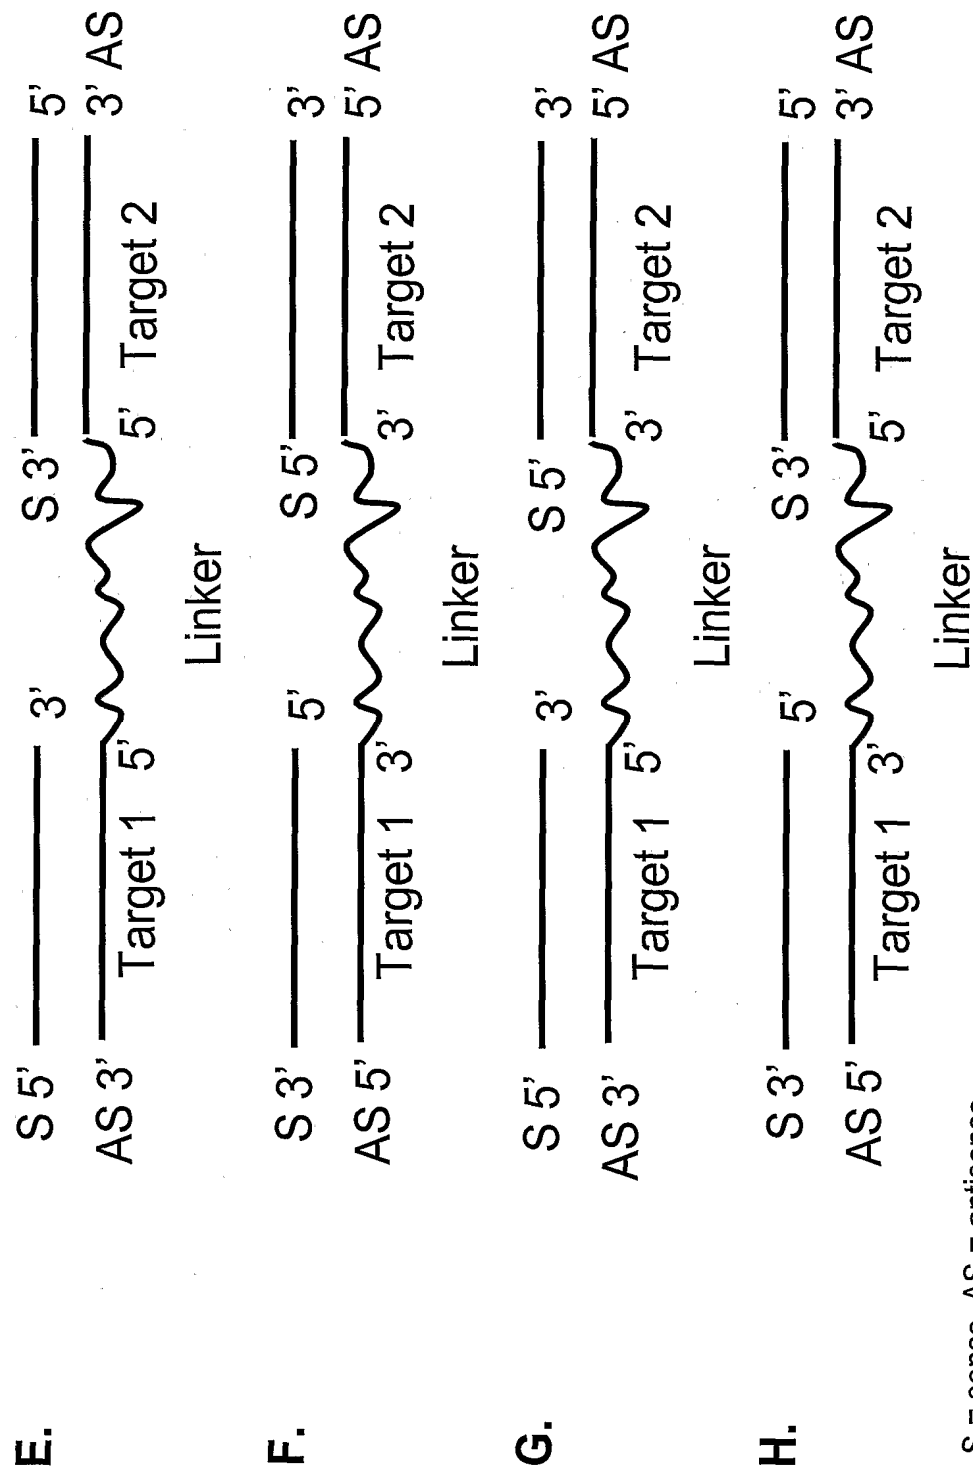 E.
S 5' 3' S 3' 5'
AS 3' 5' 5' 3' AS
Target 1 Target 2
Linker
F.
S 3' 5' S 5' 3'
AS 5' 3' 3' 5' AS
Target 1 Target 2
Linker
G.
S 5' 3' S 5' 3'
AS 3' 5' 3' 5' AS
Target 1 Target 2
Linker
H.
S 3' 5' S 3' 5'
AS 5' 3' 5' 3' AS
Target 1 Target 2
Linker
S = sense, AS = antisense